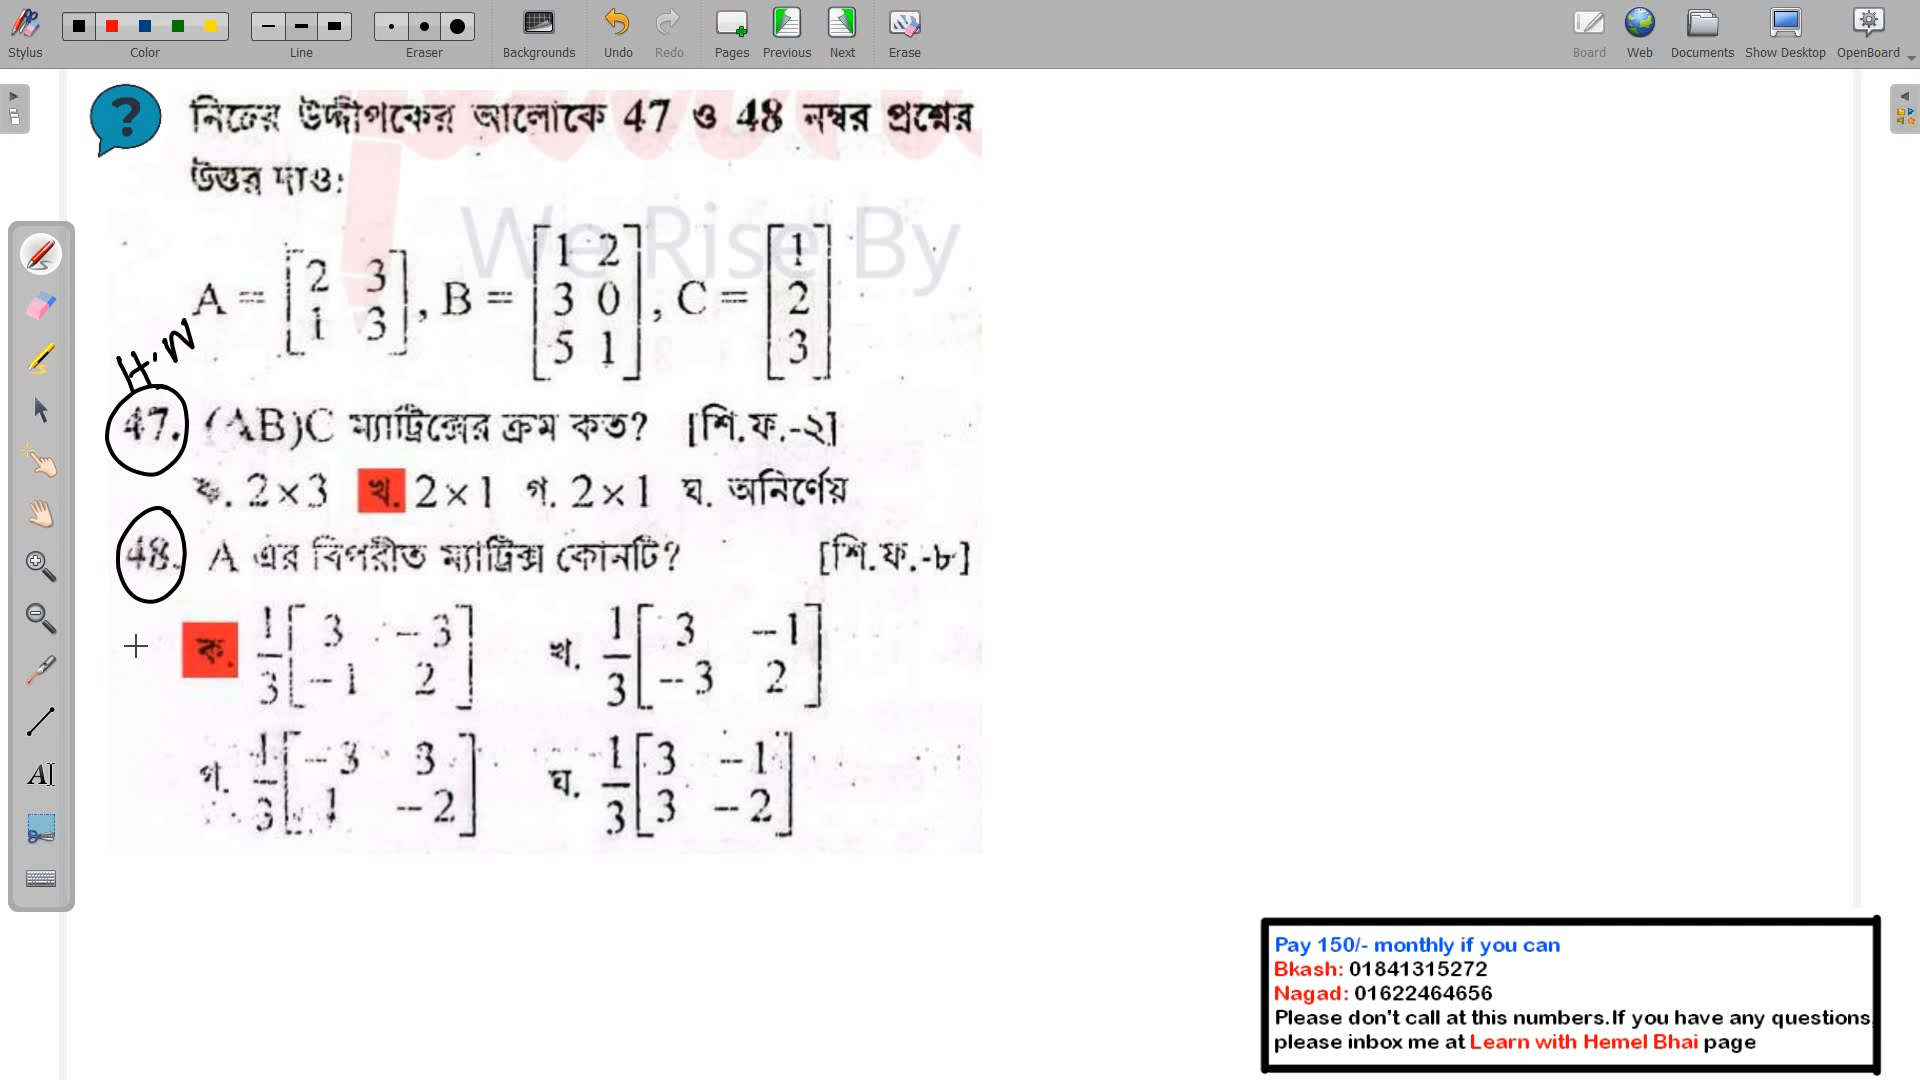 Stylus Color Line Eraser Backgrounds Undo Redo Pages Previous Next Erase Board Web Documents Show Desktop OpenBoard
নিচের উদ্দীপকের আলোকে 47 ও 48 নম্বর প্রশ্নের
উত্তর দাও:
We Rise By
A = [2 3; 1 3], B = [1 2; 3 0; 5 1], C = [1; 2; 3]
H.W
47. (AB)C ম্যাট্রিক্সের ক্রম কত? [শি.ফ.-২]
ক. 2×3 খ. 2×1 গ. 2×1 ঘ. অনির্ণেয়
48. A এর বিপরীত ম্যাট্রিক্স কোনটি? [শি.ফ.-৮]
ক. 1/3 [3 -3; -1 2] খ. 1/3 [3 -1; -3 2]
গ. 1/3 [-3 3; 1 -2] ঘ. 1/3 [3 -1; 3 -2]
Pay 150/- monthly if you can
Bkash: 01841315272
Nagad: 01622464656
Please don't call at this numbers.If you have any questions
please inbox me at Learn with Hemel Bhai page